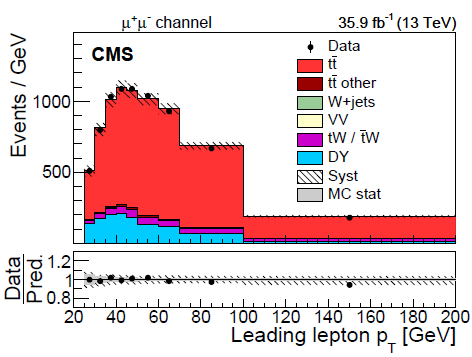 μ⁺μ⁻ channel 35.9 fb⁻¹ (13 TeV)
CMS
Data
tt̄
tt̄ other
W+jets
VV
tW / t̄W
DY
Syst
MC stat
Events / GeV
1000
500
Data
Pred.
1.2
1
0.8
20 40 60 80 100 120 140 160 180 200
Leading lepton p_T [GeV]